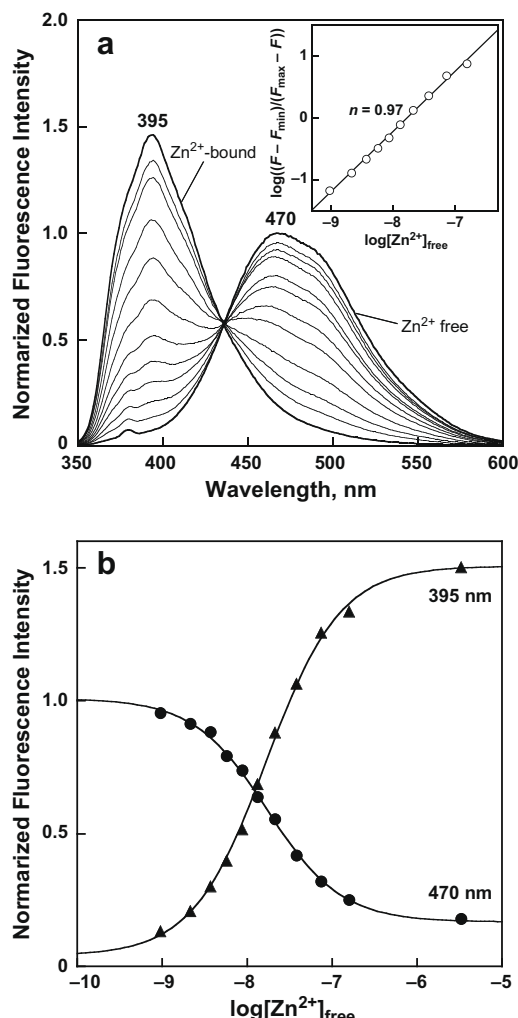 a
Normarized Fluorescence Intensity
2.0
1.5
1.0
0.5
0
395
Zn²⁺-bound
470
Zn²⁺ free
350 400 450 500 550 600
Wavelength, nm
log((F − Fmin)/(Fmax − F))
1
0
−1
n = 0.97
−9 −8 −7
log[Zn²⁺]free
b
Normarized Fluorescence Intensity
1.5
1.0
0.5
0
395 nm
470 nm
−10 −9 −8 −7 −6 −5
log[Zn²⁺]free